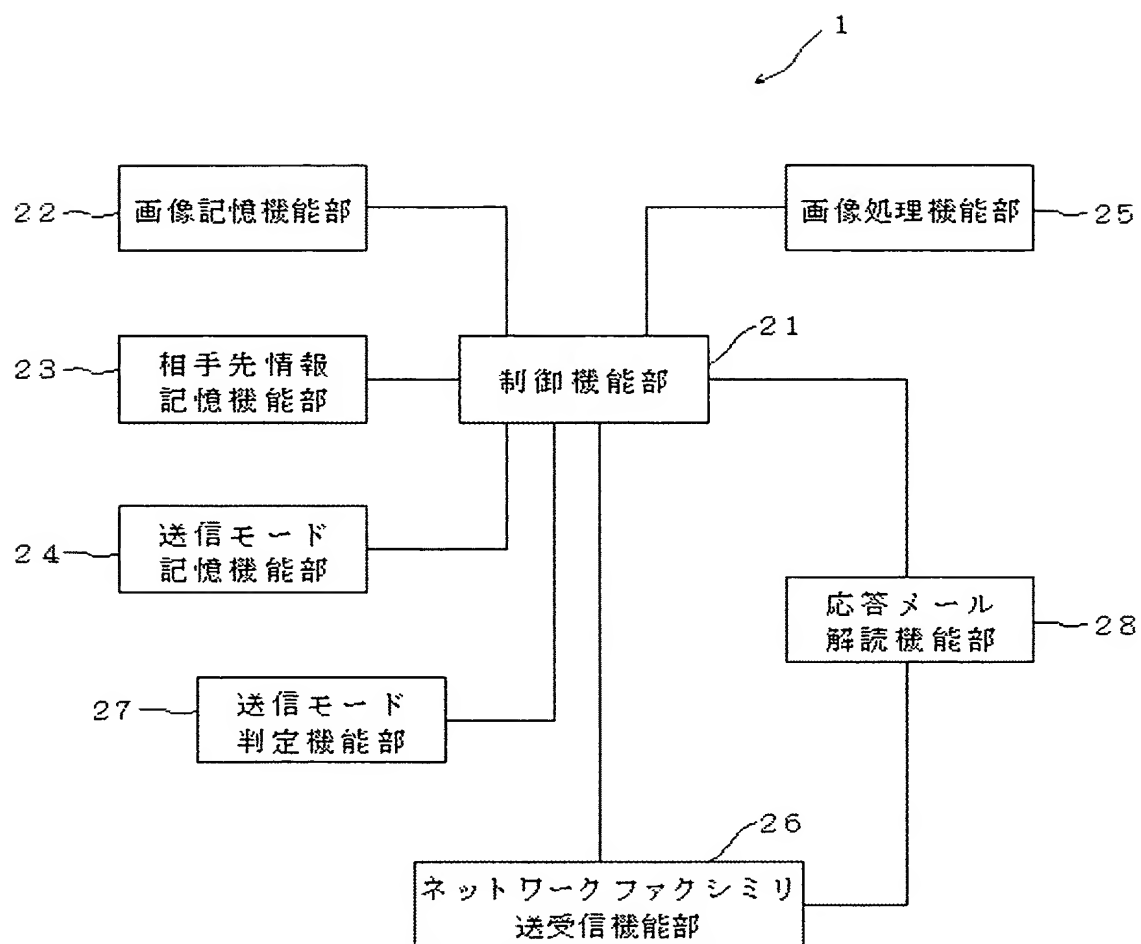 1
22
画像記憶機能部
画像処理機能部
25
21
23
相手先情報
記憶機能部
制御機能部
24
送信モード
記憶機能部
応答メール
解読機能部
28
27
送信モード
判定機能部
26
ネットワークファクシミリ
送受信機能部